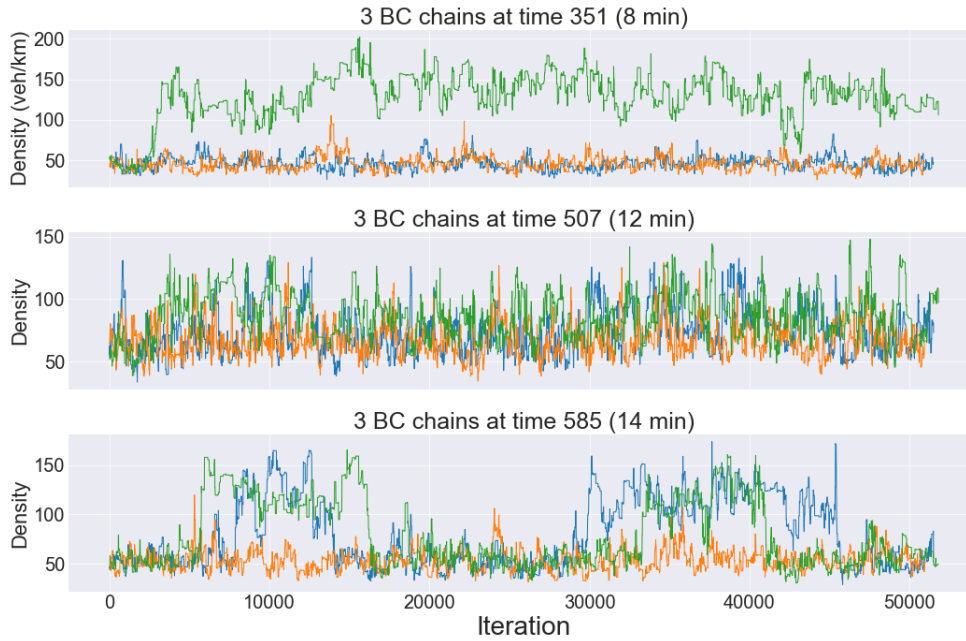 3 BC chains at time 351 (8 min)
Density (veh/km)
200
150
100
50
3 BC chains at time 507 (12 min)
Density
150
100
50
3 BC chains at time 585 (14 min)
Density
150
100
50
0
10000
20000
30000
40000
50000
Iteration